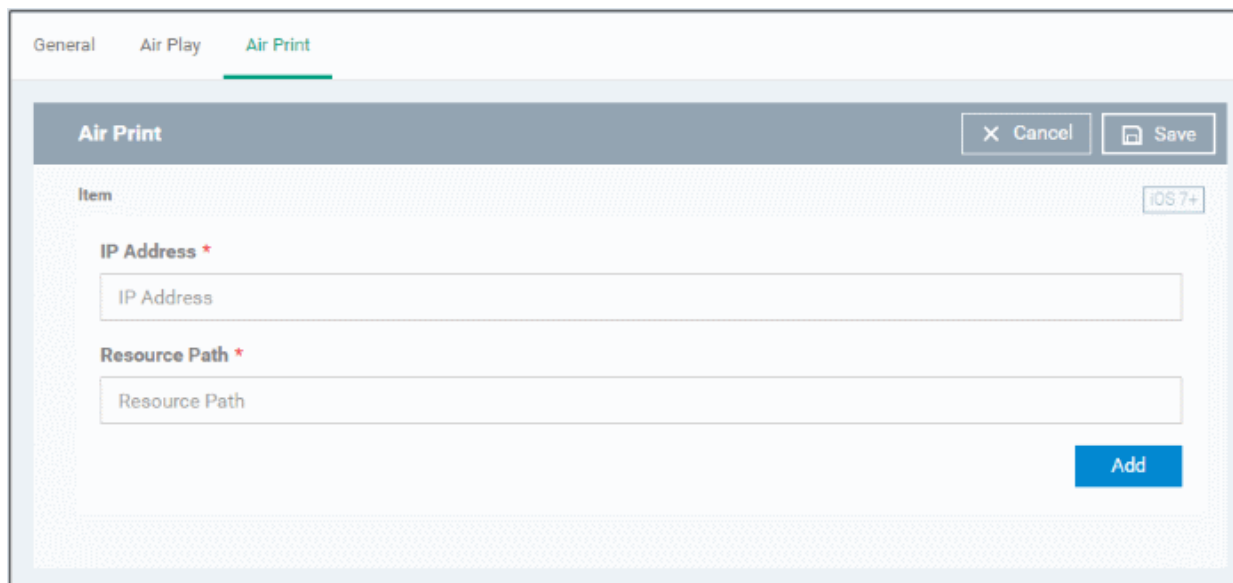 General Air Play Air Print
Air Print Cancel Save
Item iOS 7+
IP Address *
IP Address
Resource Path *
Resource Path
Add